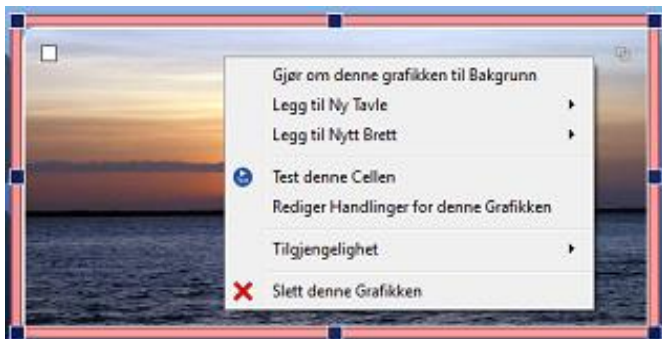 Gjør om denne grafikken til Bakgrunn
Legg til Ny Tavle
Legg til Nytt Brett
Test denne Cellen
Rediger Handlinger for denne Grafikken
Tilgjengelighet
Slett denne Grafikken